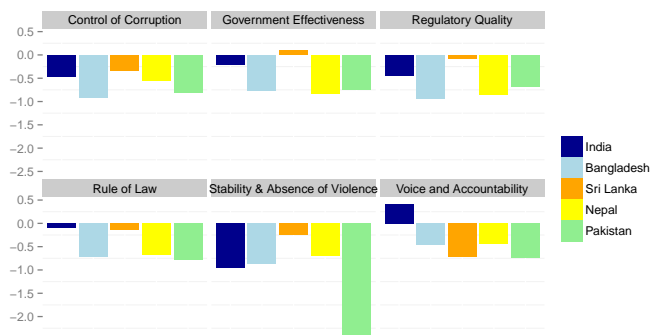 Control of Corruption
Government Effectiveness
Regulatory Quality
0.5
0.0
−0.5
−1.0
−1.5
−2.0
−2.5
Rule of Law
Stability & Absence of Violence
Voice and Accountability
0.5
0.0
−0.5
−1.0
−1.5
−2.0
India
Bangladesh
Sri Lanka
Nepal
Pakistan